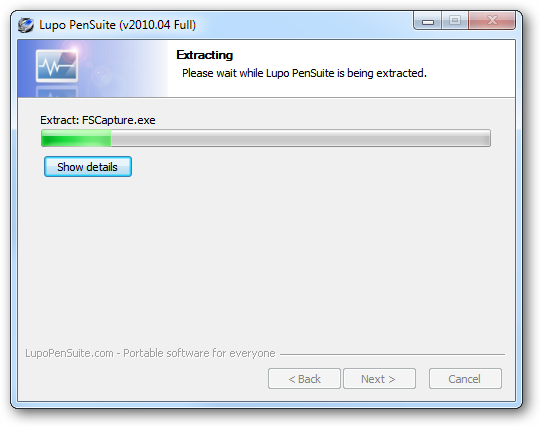 Lupo PenSuite (v2010.04 Full)
Extracting
Please wait while Lupo PenSuite is being extracted.
Extract: FSCapture.exe
Show details
LupoPenSuite.com - Portable software for everyone
< Back
Next >
Cancel